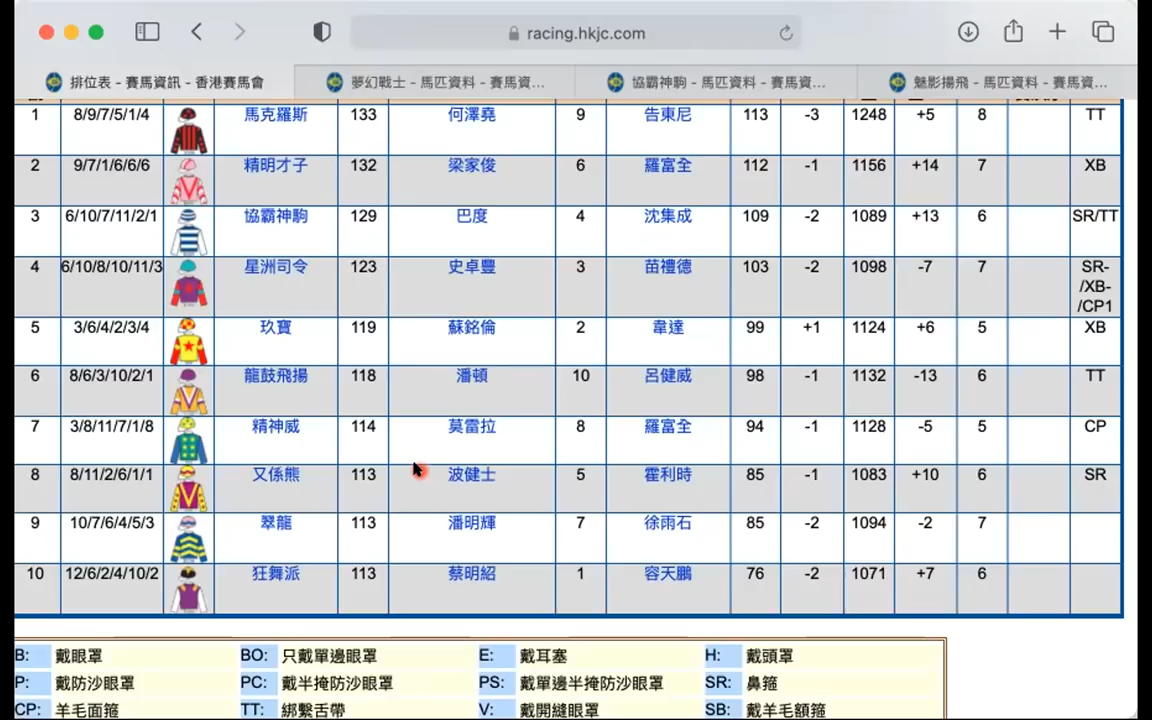 racing.hkjc.com
排位表 - 賽馬資訊 - 香港賽馬會 夢幻戰士 - 馬匹資料 - 賽馬資... 協霸神駒 - 馬匹資料 - 賽馬資... 魅影揚飛 - 馬匹資料 - 賽馬資...
1 8/9/7/5/1/4 馬克羅斯 133 何澤堯 9 告東尼 113 -3 1248 +5 8 TT
2 9/7/1/6/6/6 精明才子 132 梁家俊 6 羅富全 112 -1 1156 +14 7 XB
3 6/10/7/11/2/1 協霸神駒 129 巴度 4 沈集成 109 -2 1089 +13 6 SR/TT
4 6/10/8/10/11/3 星洲司令 123 史卓豐 3 苗禮德 103 -2 1098 -7 7 SR-
/XB-
/CP1
5 3/6/4/2/3/4 玖寶 119 蘇銘倫 2 韋達 99 +1 1124 +6 5 XB
6 8/6/3/10/2/1 龍鼓飛揚 118 潘頓 10 呂健威 98 -1 1132 -13 6 TT
7 3/8/11/7/1/8 精神威 114 莫雷拉 8 羅富全 94 -1 1128 -5 5 CP
8 8/11/2/6/1/1 又係熊 113 波健士 5 霍利時 85 -1 1083 +10 6 SR
9 10/7/6/4/5/3 翠龍 113 潘明輝 7 徐雨石 85 -2 1094 -2 7
10 12/6/2/4/10/2 狂舞派 113 蔡明紹 1 容天鵬 76 -2 1071 +7 6
B: 戴眼罩 BO: 只戴單邊眼罩 E: 戴耳塞 H: 戴頭罩
P: 戴防沙眼罩 PC: 戴半掩防沙眼罩 PS: 戴單邊半掩防沙眼罩 SR: 鼻箍
CP: 羊毛面箍 TT: 綁繫舌帶 V: 戴開縫眼罩 SB: 戴羊毛額箍